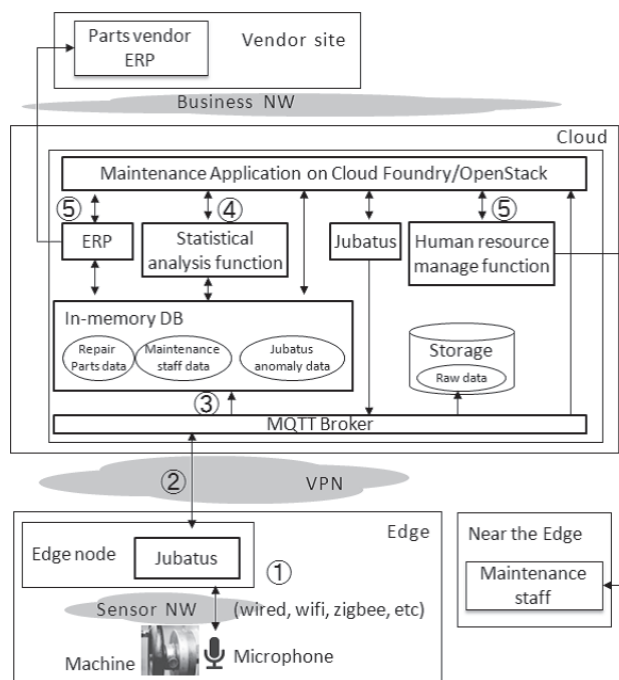 Parts vendor
ERP
Vendor site
Business NW
Cloud
Maintenance Application on Cloud Foundry/OpenStack
⑤
④
⑤
ERP
Statistical
analysis function
Jubatus
Human resource
manage function
In-memory DB
Repair
Parts data
Maintenance
staff data
Jubatus
anomaly data
Storage
Raw data
③
MQTT Broker
②
VPN
Edge
Edge node
Jubatus
①
Near the Edge
Maintenance
staff
Sensor NW
(wired, wifi, zigbee, etc)
Machine
Microphone